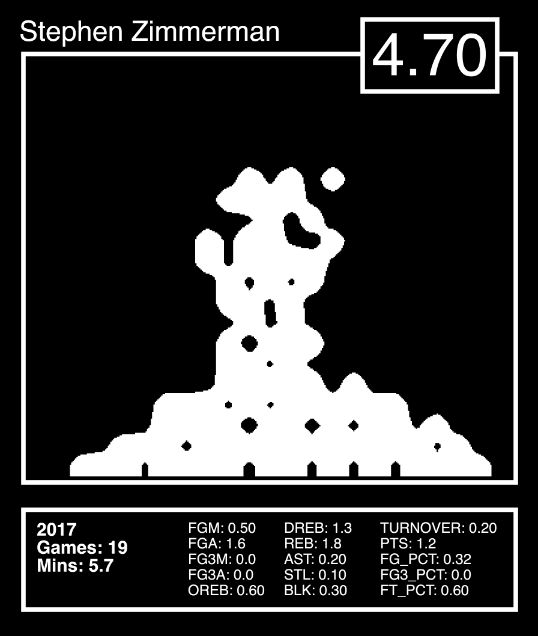 Stephen Zimmerman
4.70
2017
Games: 19
Mins: 5.7
FGM: 0.50
FGA: 1.6
FG3M: 0.0
FG3A: 0.0
OREB: 0.60
DREB: 1.3
REB: 1.8
AST: 0.20
STL: 0.10
BLK: 0.30
TURNOVER: 0.20
PTS: 1.2
FG_PCT: 0.32
FG3_PCT: 0.0
FT_PCT: 0.60